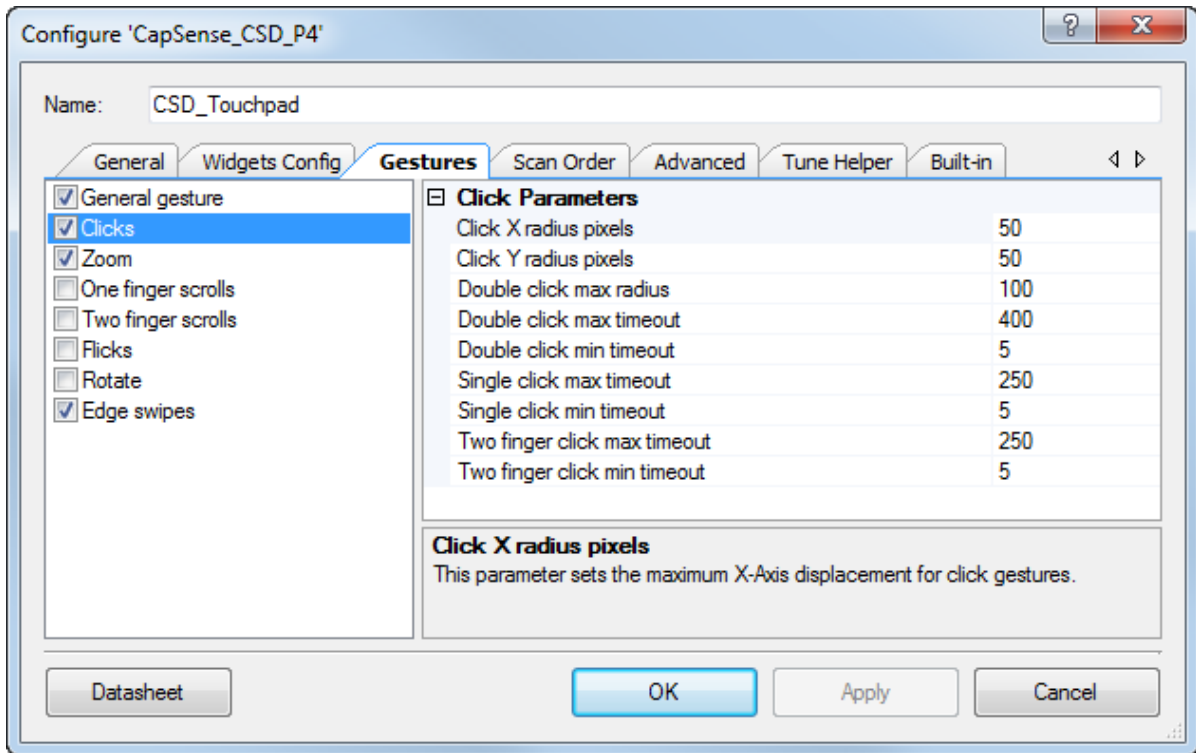 Configure 'CapSense_CSD_P4'
Name: CSD_Touchpad
General Widgets Config Gestures Scan Order Advanced Tune Helper Built-in
General gesture
Clicks
Zoom
One finger scrolls
Two finger scrolls
Flicks
Rotate
Edge swipes
Click Parameters
Click X radius pixels 50
Click Y radius pixels 50
Double click max radius 100
Double click max timeout 400
Double click min timeout 5
Single click max timeout 250
Single click min timeout 5
Two finger click max timeout 250
Two finger click min timeout 5
Click X radius pixels
This parameter sets the maximum X-Axis displacement for click gestures.
Datasheet OK Apply Cancel